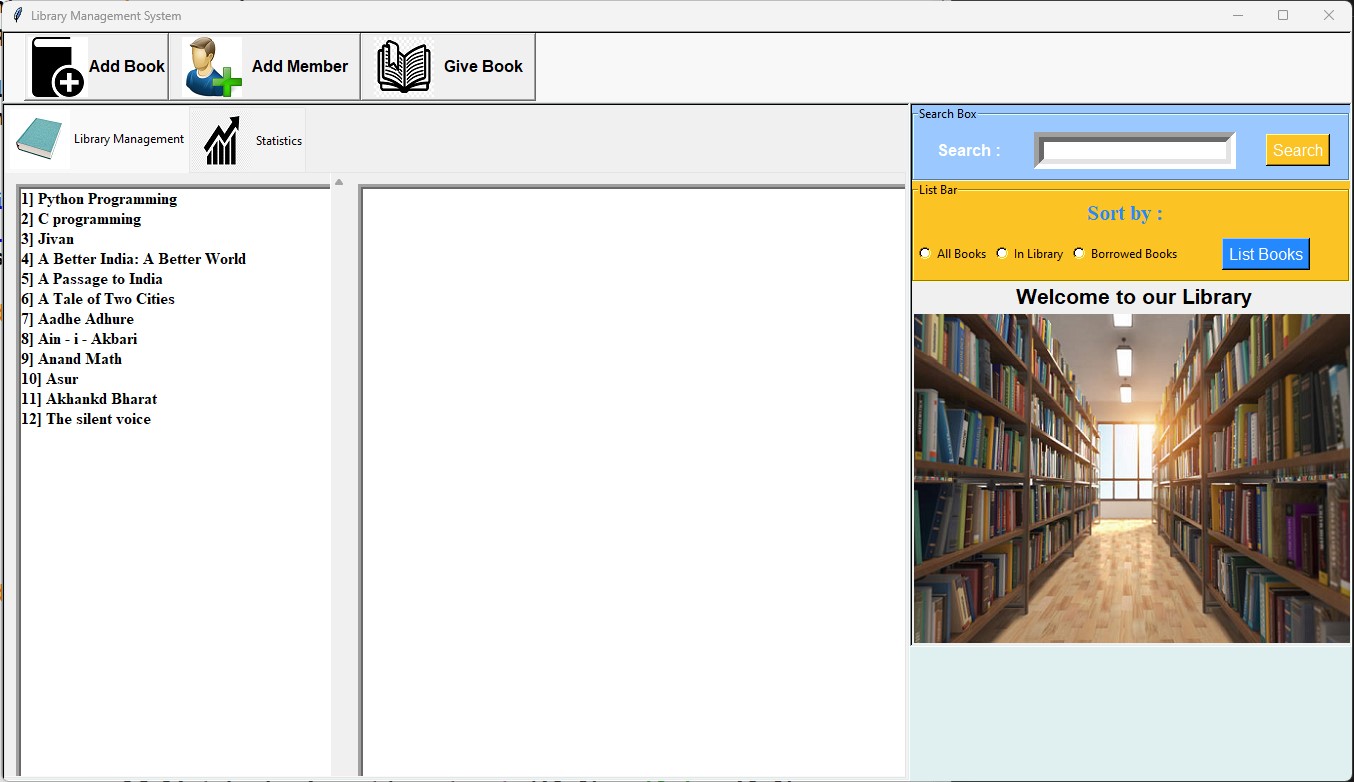 Library Management System
Add Book
Add Member
Give Book
Library Management
Statistics
1] Python Programming
2] C programming
3] Jivan
4] A Better India: A Better World
5] A Passage to India
6] A Tale of Two Cities
7] Aadhe Adhure
8] Ain - i - Akbari
9] Anand Math
10] Asur
11] Akhankd Bharat
12] The silent voice
Search Box
Search :
Search
List Bar
Sort by :
All Books
In Library
Borrowed Books
List Books
Welcome to our Library